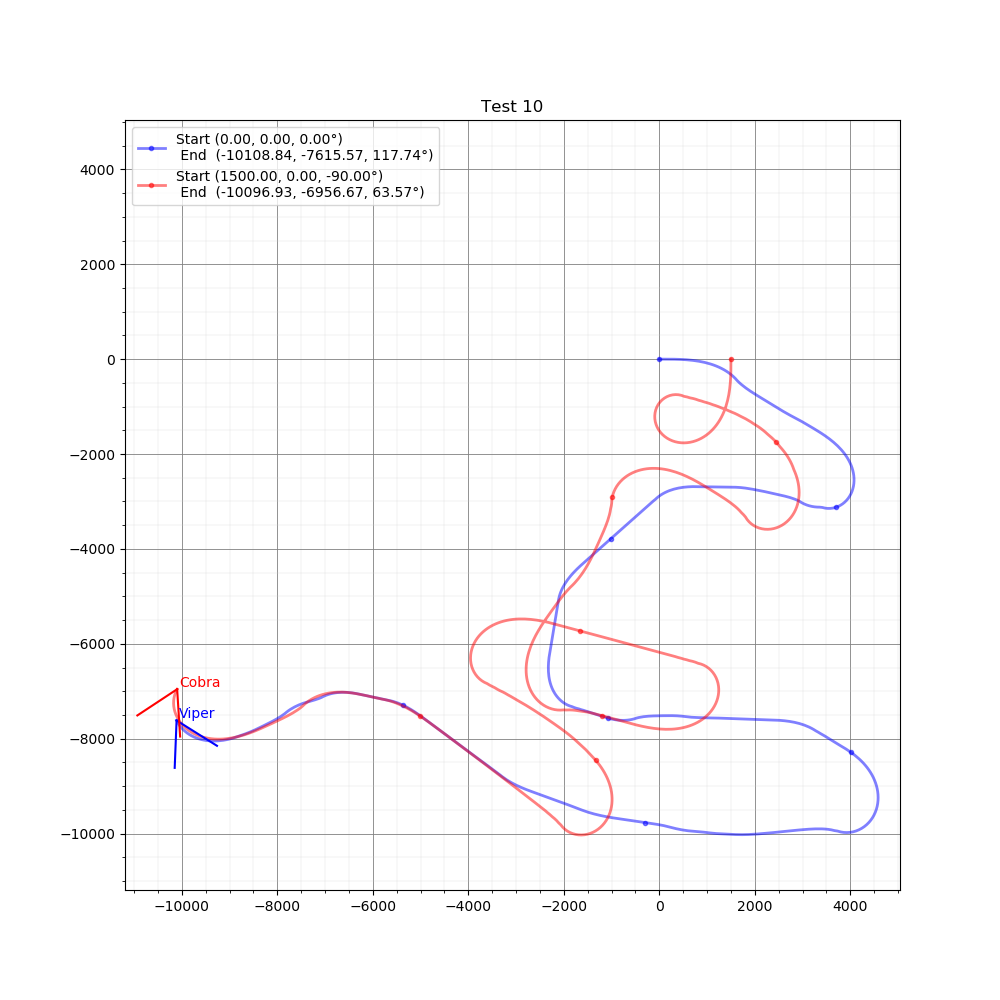 Test 10
Start (0.00, 0.00, 0.00°)
End (-10108.84, -7615.57, 117.74°)
Start (1500.00, 0.00, -90.00°)
End (-10096.93, -6956.67, 63.57°)
4000
2000
0
−2000
−4000
−6000
−8000
−10000
Cobra
Viper
−10000 −8000 −6000 −4000 −2000 0 2000 4000